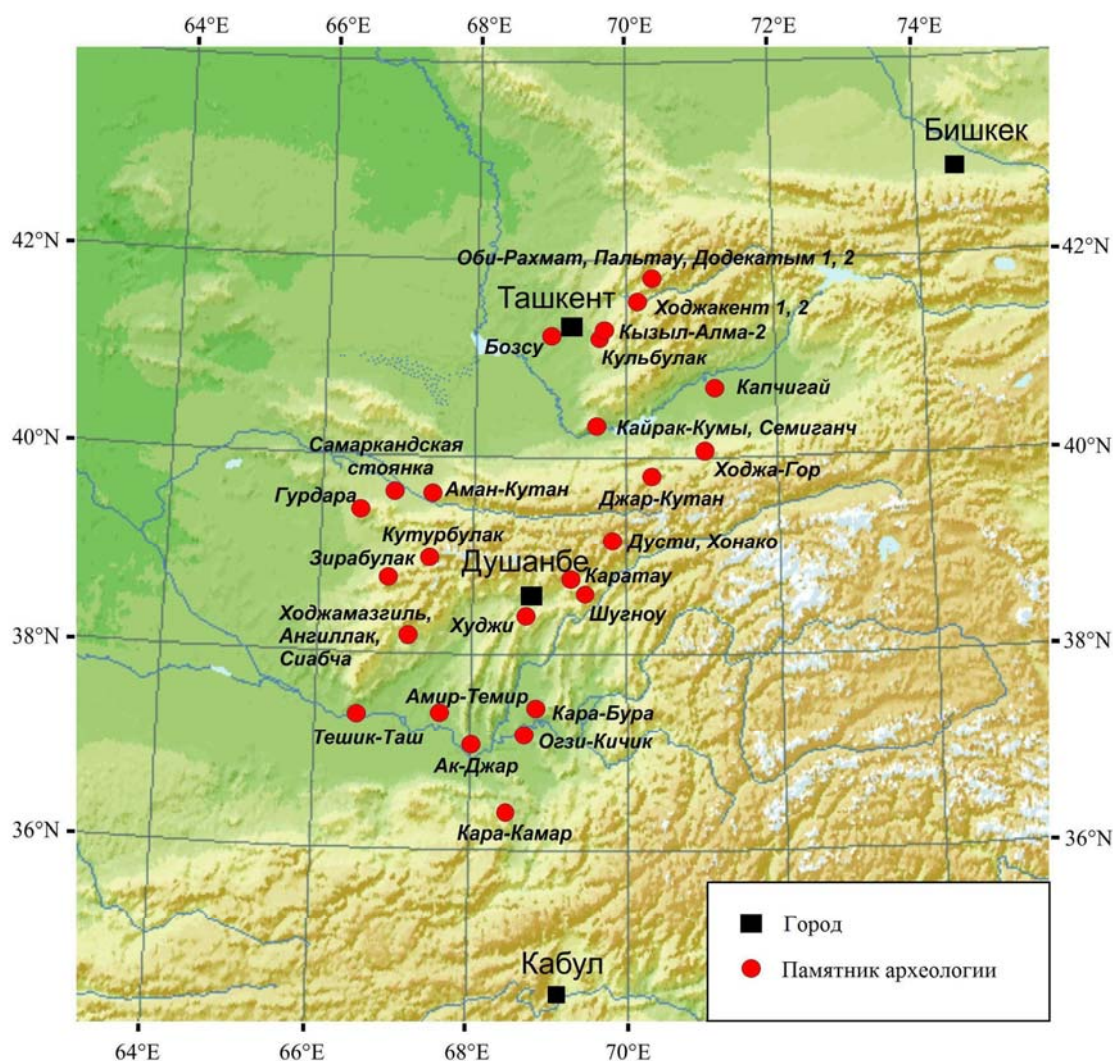 64°E 66°E 68°E 70°E 72°E 74°E
Бишкек
42°N 42°N
Оби-Рахмат, Пальтау, Додекатым 1, 2
Ташкент
Ходжакент 1, 2
Кызыл-Алма-2
Бозсу
Кульбулак
Капчигай
40°N 40°N
Кайрак-Кумы, Семиганч
Самаркандская
стоянка
Ходжа-Гор
Гурдара
Аман-Кутан
Джар-Кутан
Кутурбулак
Дусти, Хонако
Зирабулак
Душанбе
Каратау
Шугноу
Ходжамазгиль,
Ангиллак,
Сиабча
Худжи
38°N 38°N
Амир-Темир
Кара-Бура
Тешик-Таш
Огзи-Кичик
Ак-Джар
Кара-Камар
36°N 36°N
Город
Памятник археологии
Кабул
64°E 66°E 68°E 70°E